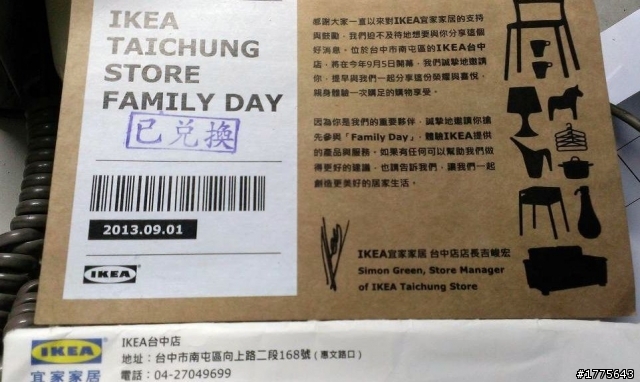 IKEA
TAICHUNG
STORE
FAMILY DAY
已兌換
2013.09.01
IKEA
感謝大家一直以來對IKEA宜家家居的支持
與鼓勵，我們迫不及待地想要與你分享這個
好消息。位於台中市南屯區的IKEA台中
店，將在今年9月5日開幕，我們誠摯地邀請
你，提早與我們一起分享這份榮耀與喜悅，
親身體驗一次滿足的購物享受。
因為你是我們的重要夥伴，誠摯地邀請你搶
先參與「Family Day」，體驗IKEA提供
的產品與服務，如果有任何可以幫助我們做
得更好的建議，也請告訴我們，讓我們一起
創造更美好的居家生活。
IKEA宜家家居 台中店店長吉峻宏
Simon Green, Store Manager
of IKEA Taichung Store
IKEA
宜家家居
IKEA台中店
地址：台中市南屯區向上路二段168號（惠文路口）
電話：04-27049699
#1775643